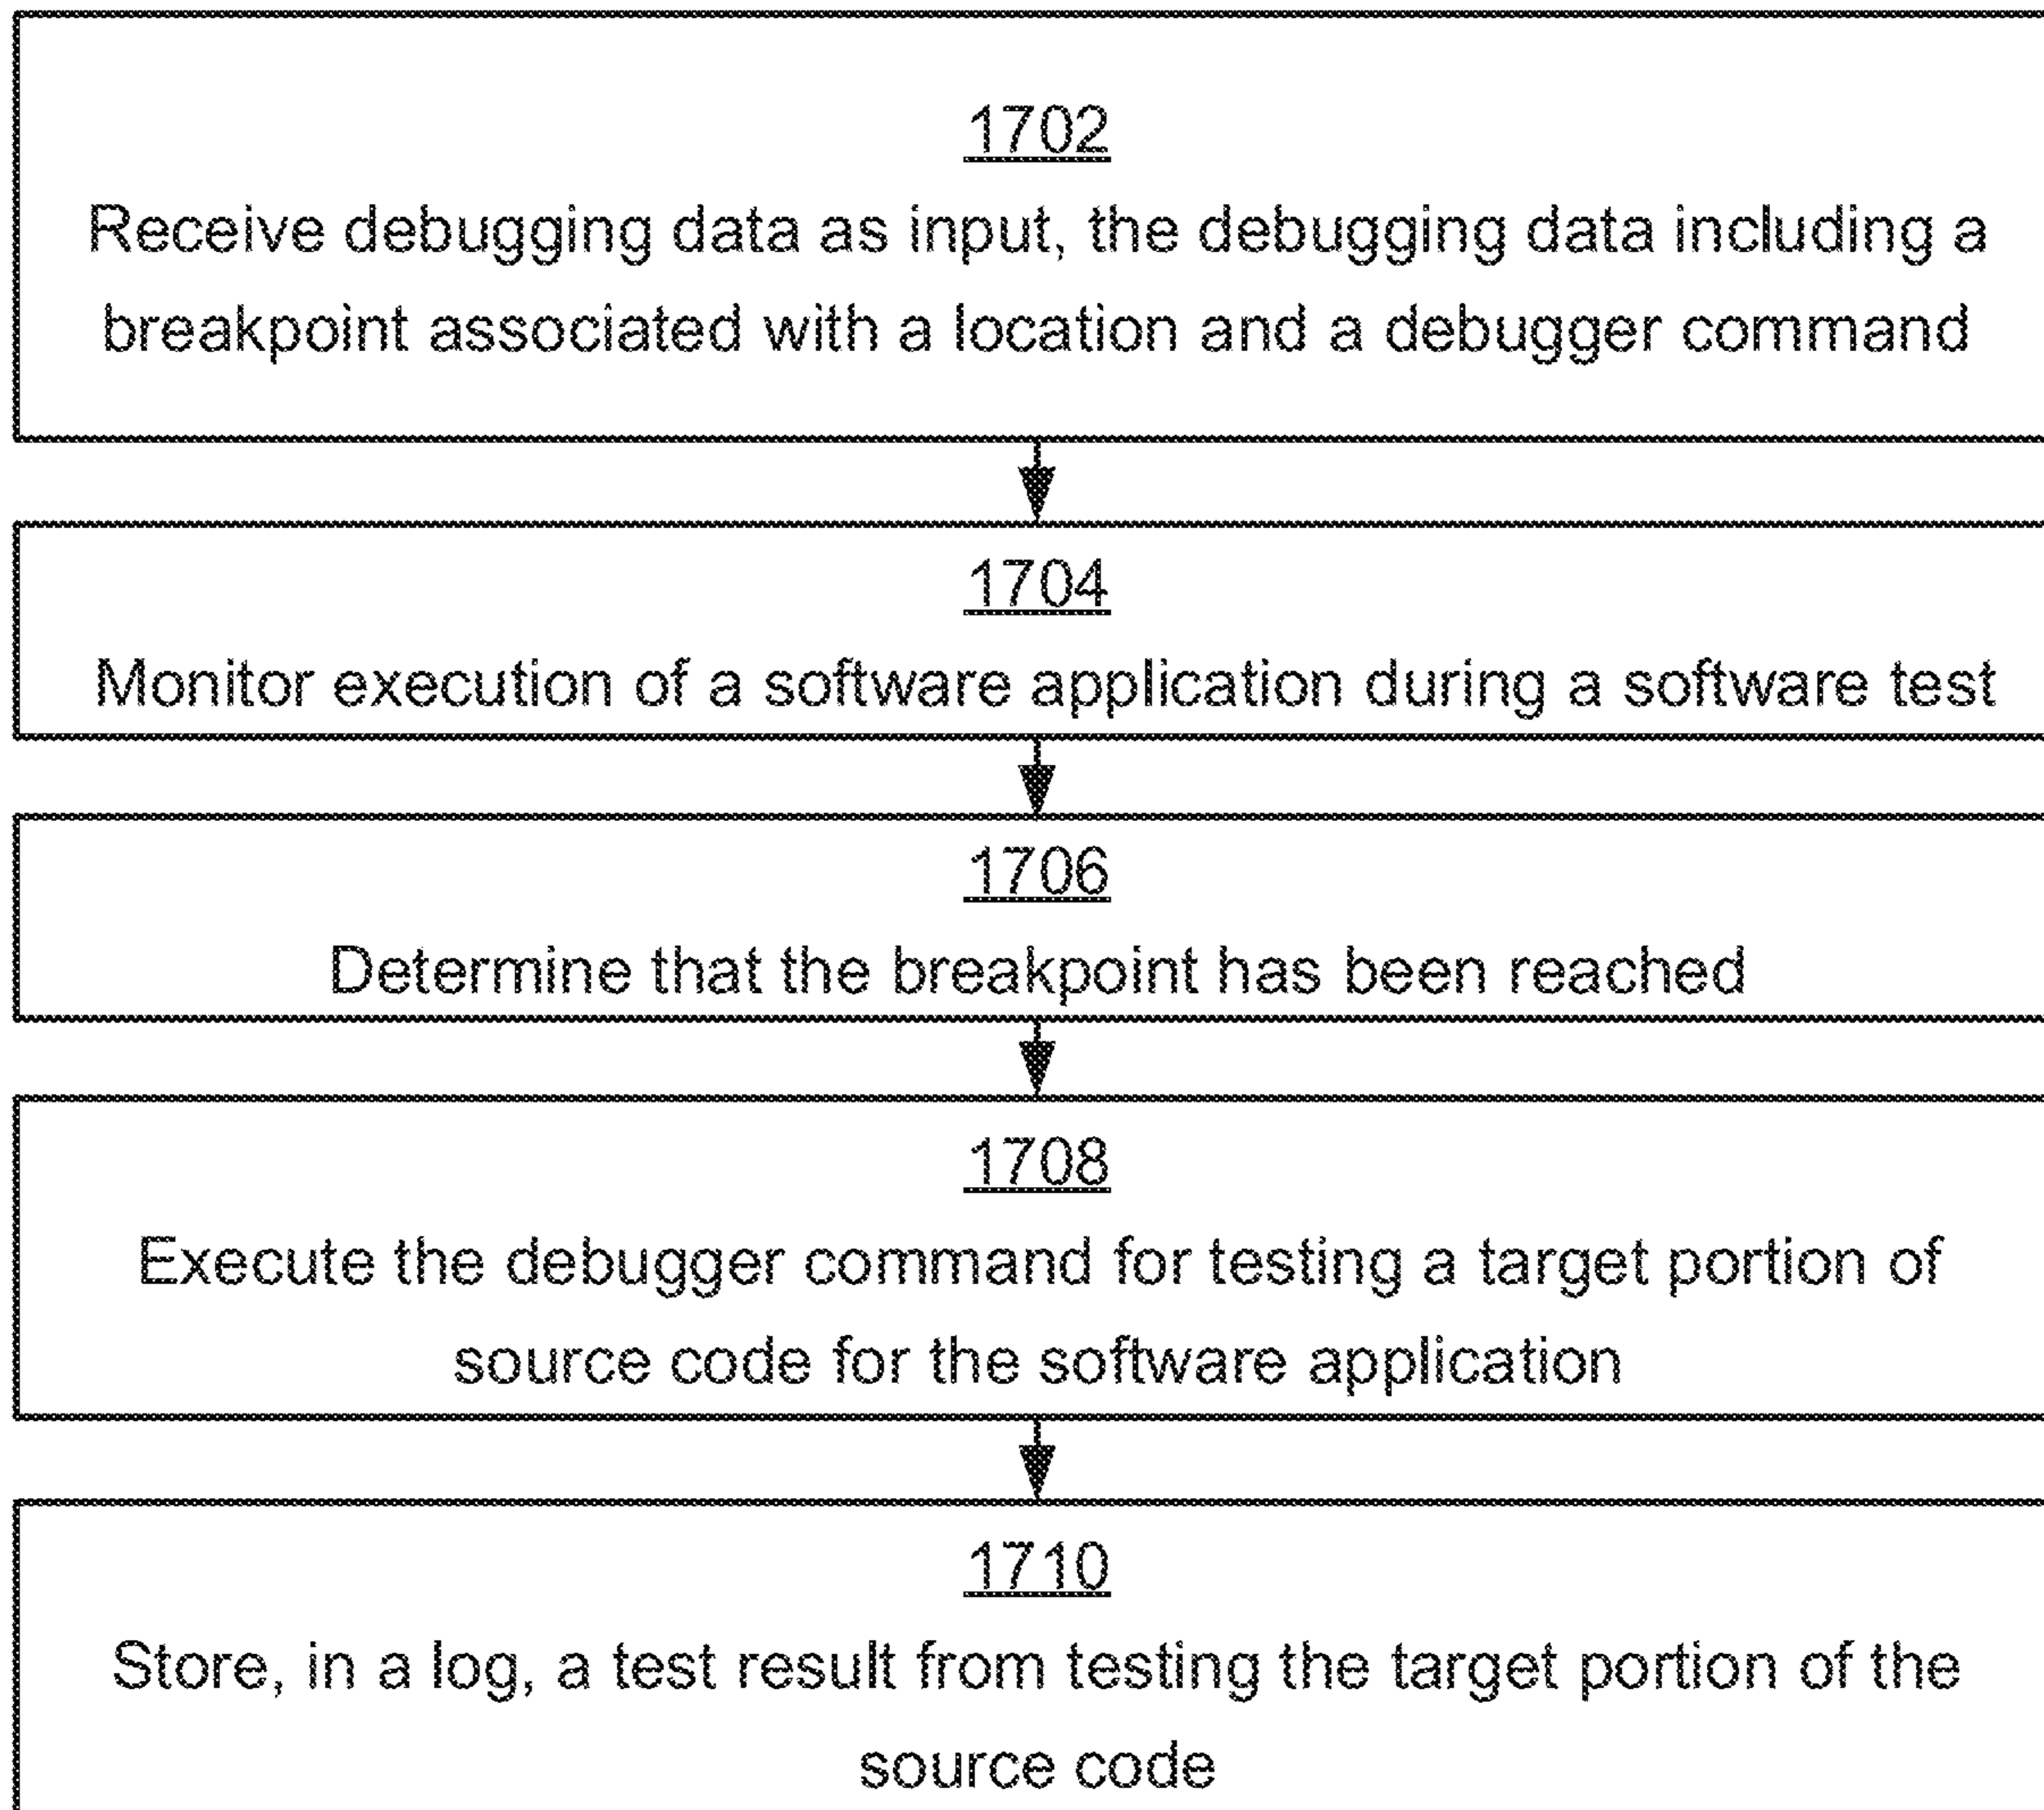 1702
Receive debugging data as input, the debugging data including a
breakpoint associated with a location and a debugger command
1704
Monitor execution of a software application during a software test
1706
Determine that the breakpoint has been reached
1708
Execute the debugger command for testing a target portion of
source code for the software application
1710
Store, in a log, a test result from testing the target portion of the
source code